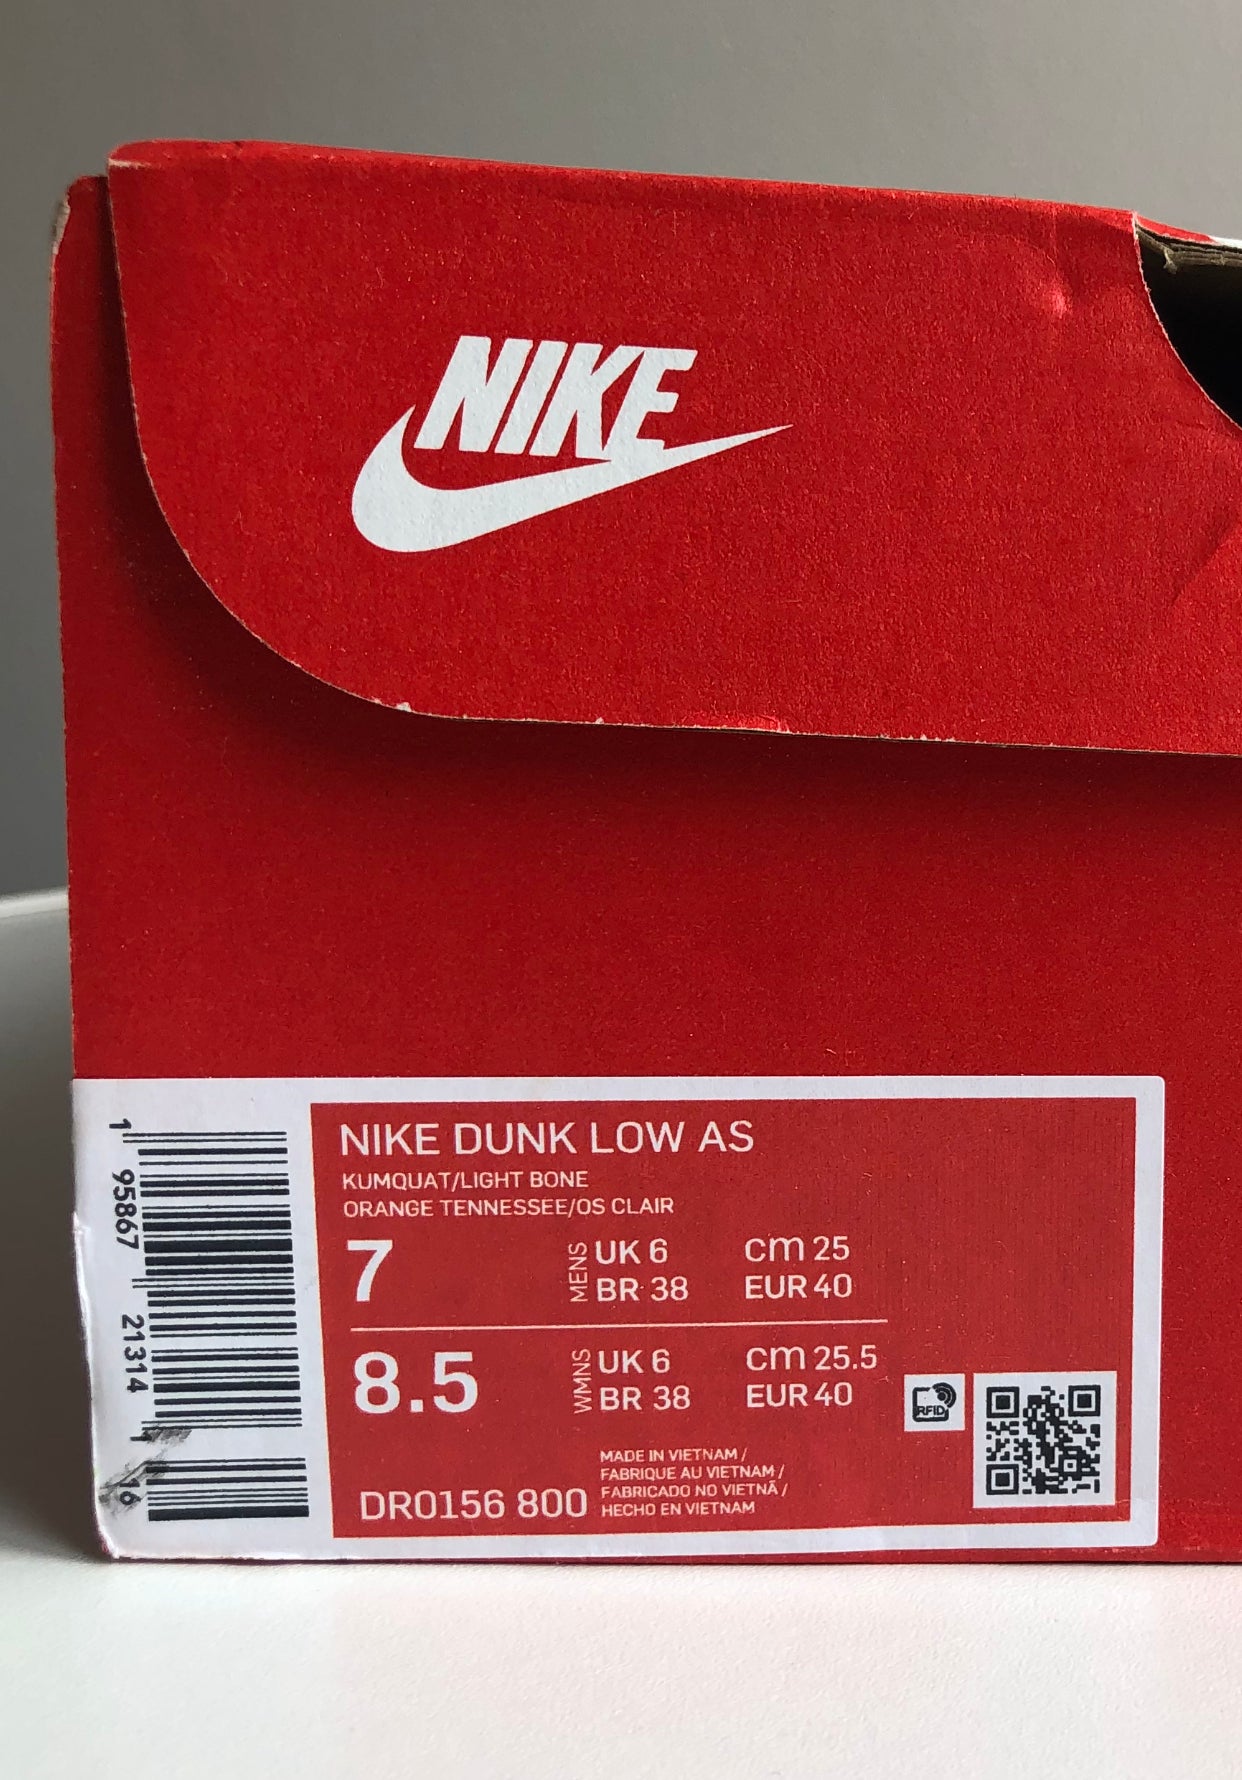 NIKE
1 95867 21314 1
16
NIKE DUNK LOW AS
KUMQUAT/LIGHT BONE
ORANGE TENNESSEE/OS CLAIR
7
MENS
UK 6 cm 25
BR 38 EUR 40
8.5
WMNS
UK 6 cm 25.5
BR 38 EUR 40
RFID
DR0156 800
MADE IN VIETNAM /
FABRIQUE AU VIETNAM /
FABRICADO NO VIETNÃ /
HECHO EN VIETNAM